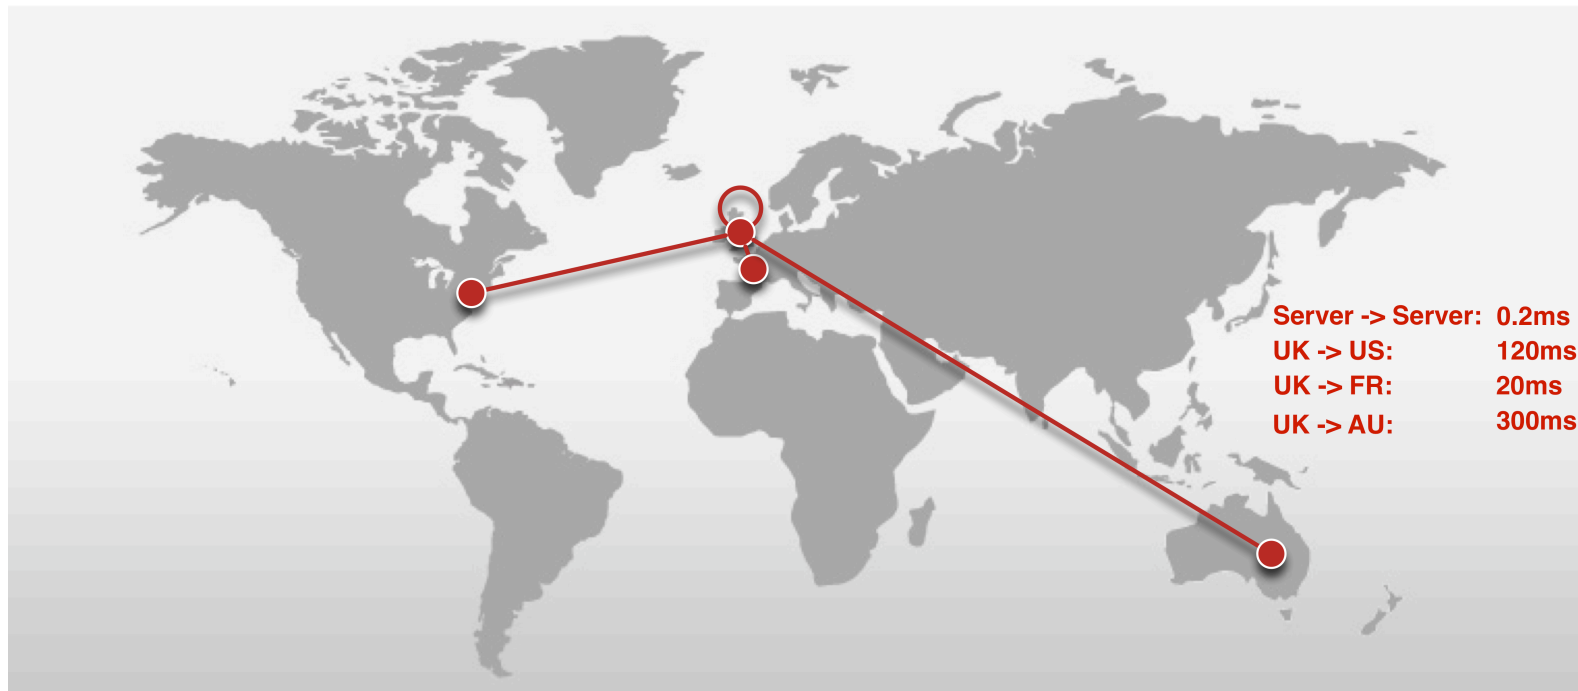 Server -> Server: 0.2ms
UK -> US: 120ms
UK -> FR: 20ms
UK -> AU: 300ms